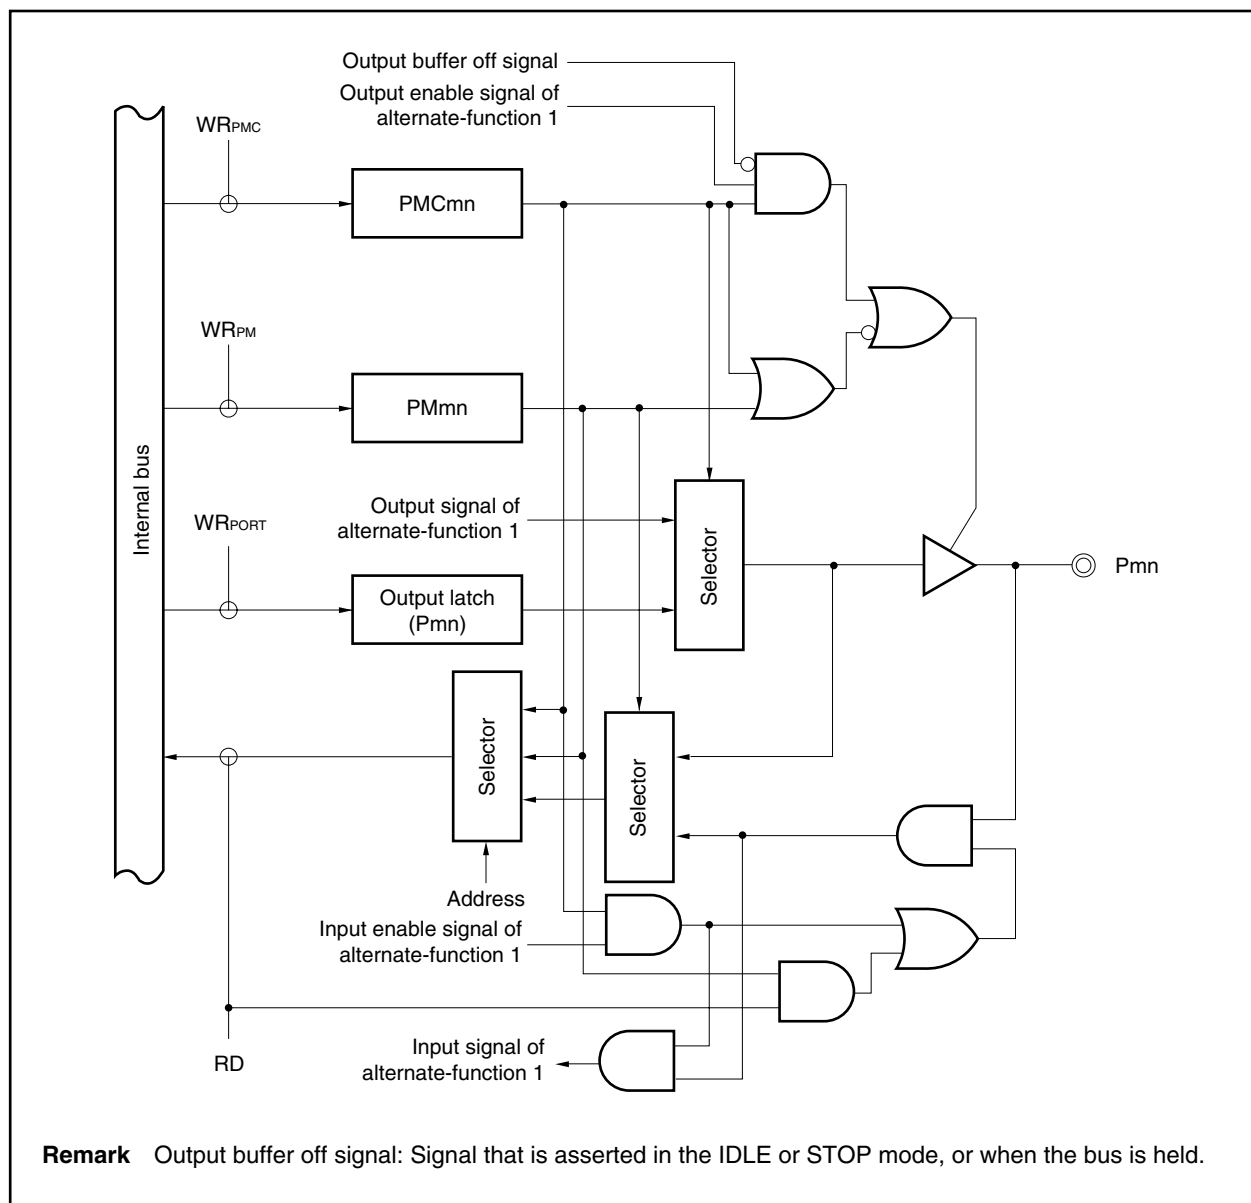 Output buffer off signal
Output enable signal of
alternate-function 1
WRPMC
PMCmn
WRPM
PMmn
Internal bus
Output signal of
alternate-function 1
WRPORT
Selector
Pmn
Output latch
(Pmn)
Selector
Selector
Address
Input enable signal of
alternate-function 1
RD
Input signal of
alternate-function 1
Remark Output buffer off signal: Signal that is asserted in the IDLE or STOP mode, or when the bus is held.